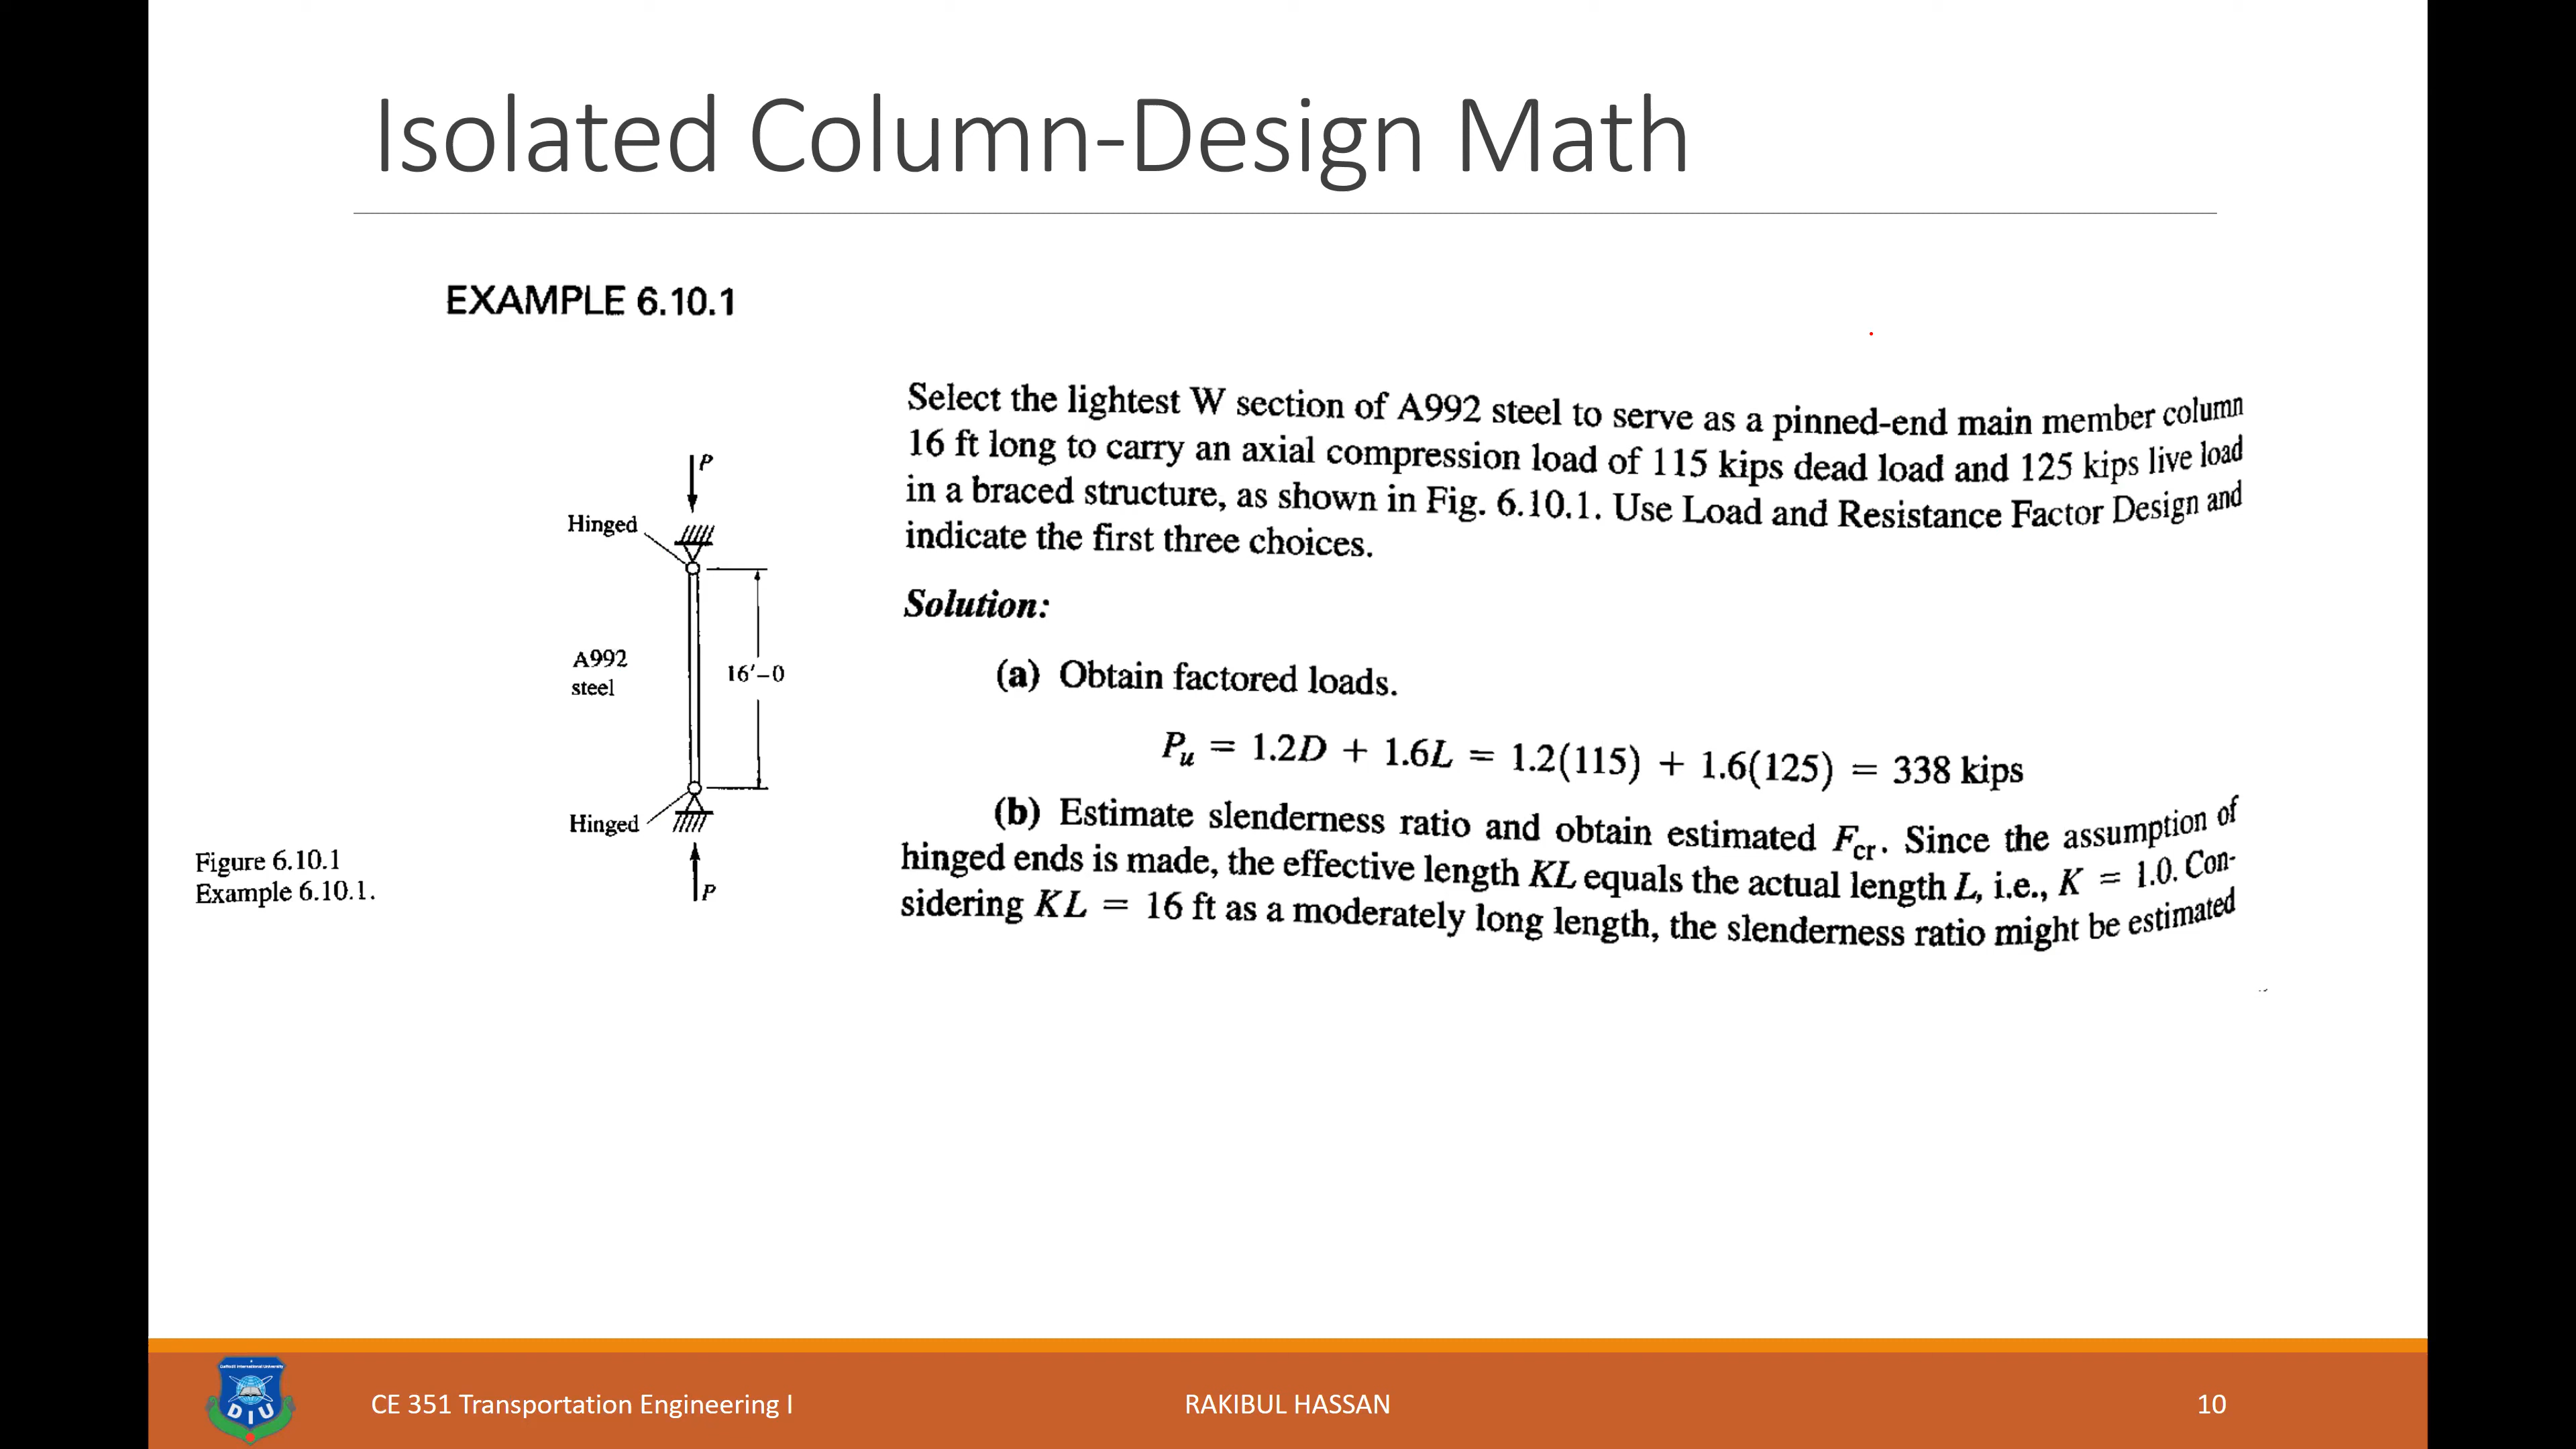 Isolated Column-Design Math
EXAMPLE 6.10.1
Select the lightest W section of A992 steel to serve as a pinned-end main member column
16 ft long to carry an axial compression load of 115 kips dead load and 125 kips live load
in a braced structure, as shown in Fig. 6.10.1. Use Load and Resistance Factor Design and
indicate the first three choices.
Solution:
(a) Obtain factored loads.
Pu = 1.2D + 1.6L = 1.2(115) + 1.6(125) = 338 kips
(b) Estimate slenderness ratio and obtain estimated Fcr. Since the assumption of
hinged ends is made, the effective length KL equals the actual length L, i.e., K = 1.0. Con-
sidering KL = 16 ft as a moderately long length, the slenderness ratio might be estimated
P
Hinged
A992
steel
16'-0
Hinged
P
Figure 6.10.1
Example 6.10.1.
Daffodil International University
DIU
CE 351 Transportation Engineering I
RAKIBUL HASSAN
10